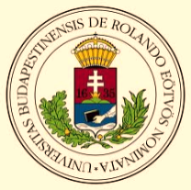 UNIVERSITAS BUDAPESTINENSIS DE ROLANDO EÖTVÖS NOMINATA
16 35